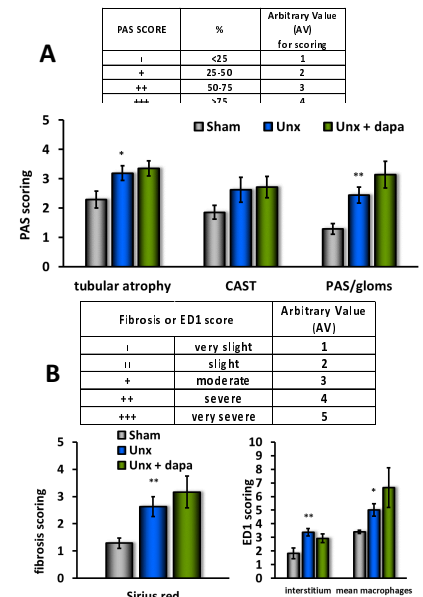 A
PAS SCORE % Arbitrary Value (AV) for scoring
ı <25 1
+ 25-50 2
++ 50-75 3
+++ >75 4
Sham Unx Unx + dapa
PAS scoring
5
4
3
2
1
0
* **
tubular atrophy CAST PAS/gloms
B
Fibrosis or ED1 score Arbitrary Value (AV)
ı very slight 1
ıı slight 2
+ moderate 3
++ severe 4
+++ very severe 5
Sham
Unx
Unx + dapa
fibrosis scoring
5
4
3
2
1
0
**
Sirius red
ED1 scoring
10
9
8
7
6
5
4
3
2
1
0
** *
interstitium mean macrophages